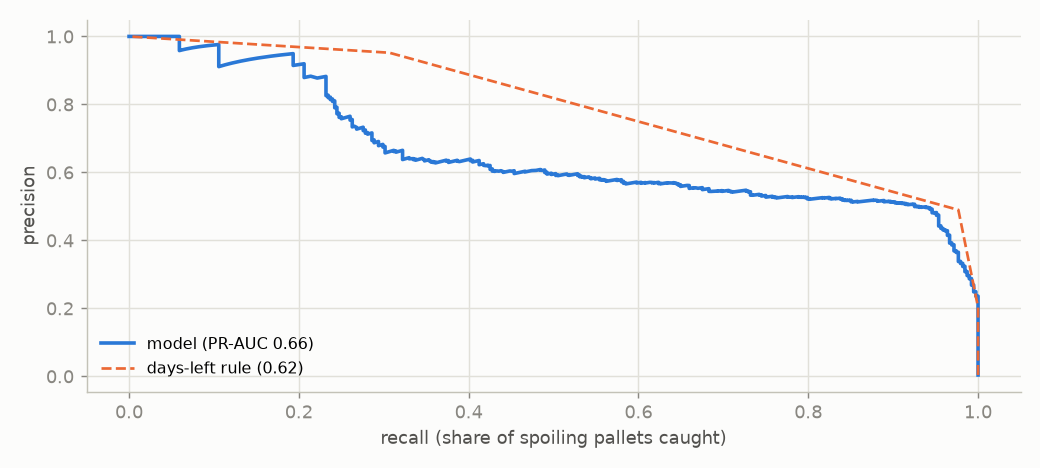 1.0
0.8
0.6
0.4
0.2
0.0
precision
model (PR-AUC 0.66)
days-left rule (0.62)
0.0 0.2 0.4 0.6 0.8 1.0
recall (share of spoiling pallets caught)